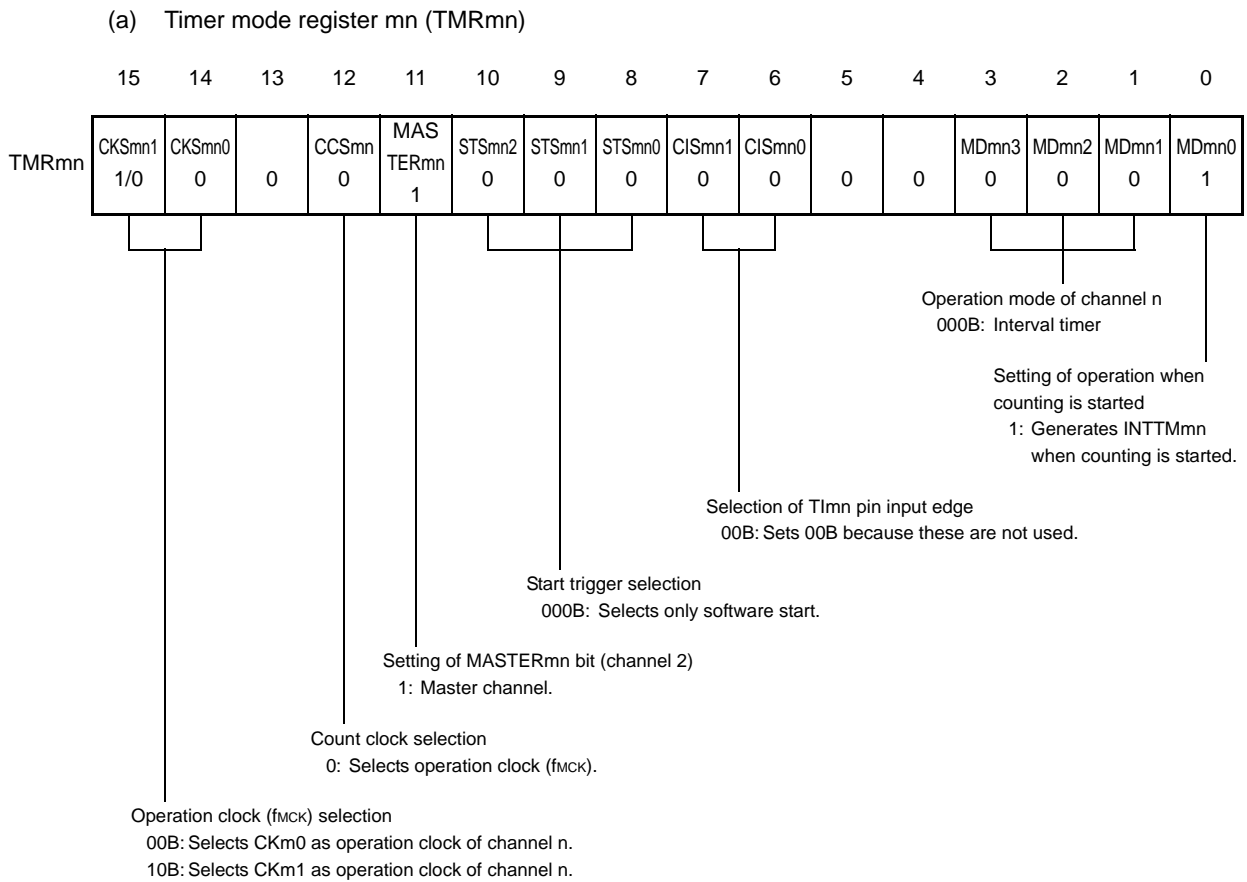 (a) Timer mode register mn (TMRmn)
15 14 13 12 11 10 9 8 7 6 5 4 3 2 1 0
TMRmn
CKSmn1 CKSmn0 CCSmn MAS STSmn2 STSmn1 STSmn0 CISmn1 CISmn0 MDmn3 MDmn2 MDmn1 MDmn0
TERmn
1/0 0 0 0 1 0 0 0 0 0 0 0 0 0 0 1
Operation mode of channel n
000B: Interval timer
Setting of operation when
counting is started
1: Generates INTTMmn
when counting is started.
Selection of TImn pin input edge
00B: Sets 00B because these are not used.
Start trigger selection
000B: Selects only software start.
Setting of MASTERmn bit (channel 2)
1: Master channel.
Count clock selection
0: Selects operation clock (fMCK).
Operation clock (fMCK) selection
00B: Selects CKm0 as operation clock of channel n.
10B: Selects CKm1 as operation clock of channel n.